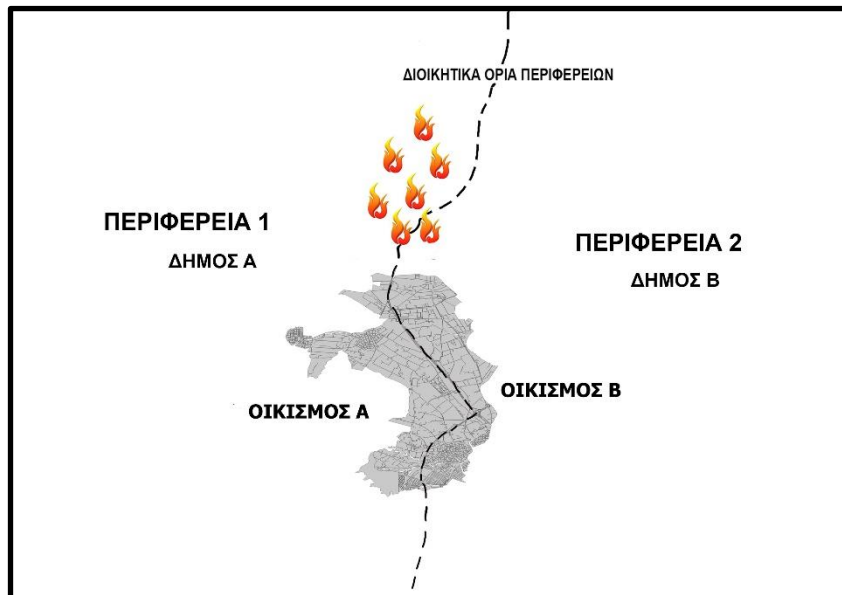 ΔΙΟΙΚΗΤΙΚΑ ΟΡΙΑ ΠΕΡΙΦΕΡΕΙΩΝ
ΠΕΡΙΦΕΡΕΙΑ 1
ΔΗΜΟΣ Α
ΠΕΡΙΦΕΡΕΙΑ 2
ΔΗΜΟΣ Β
ΟΙΚΙΣΜΟΣ Α
ΟΙΚΙΣΜΟΣ Β